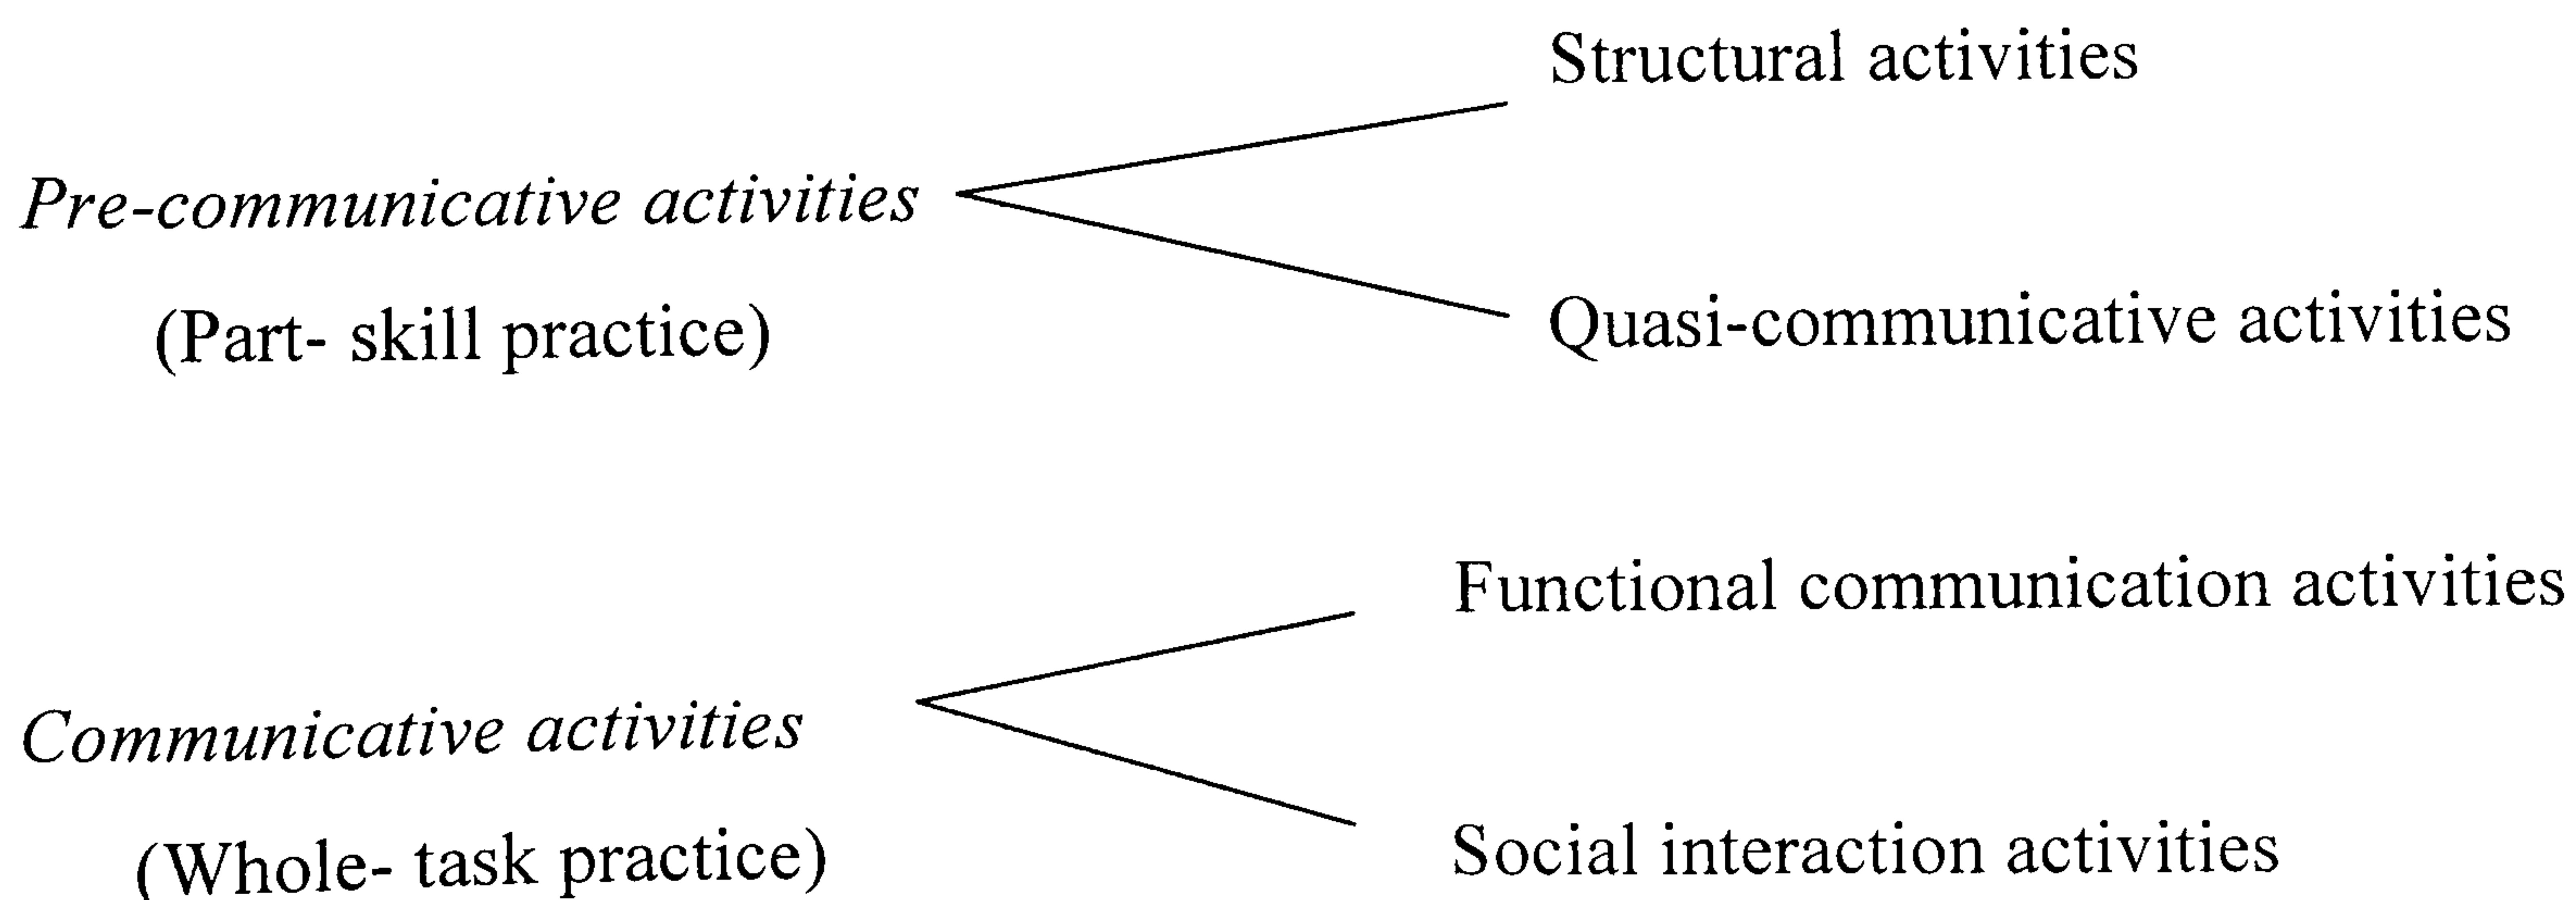 Structural activities
Pre-communicative activities
(Part- skill practice)
Quasi-communicative activities
Functional communication activities
Communicative activities
(Whole- task practice)
Social interaction activities